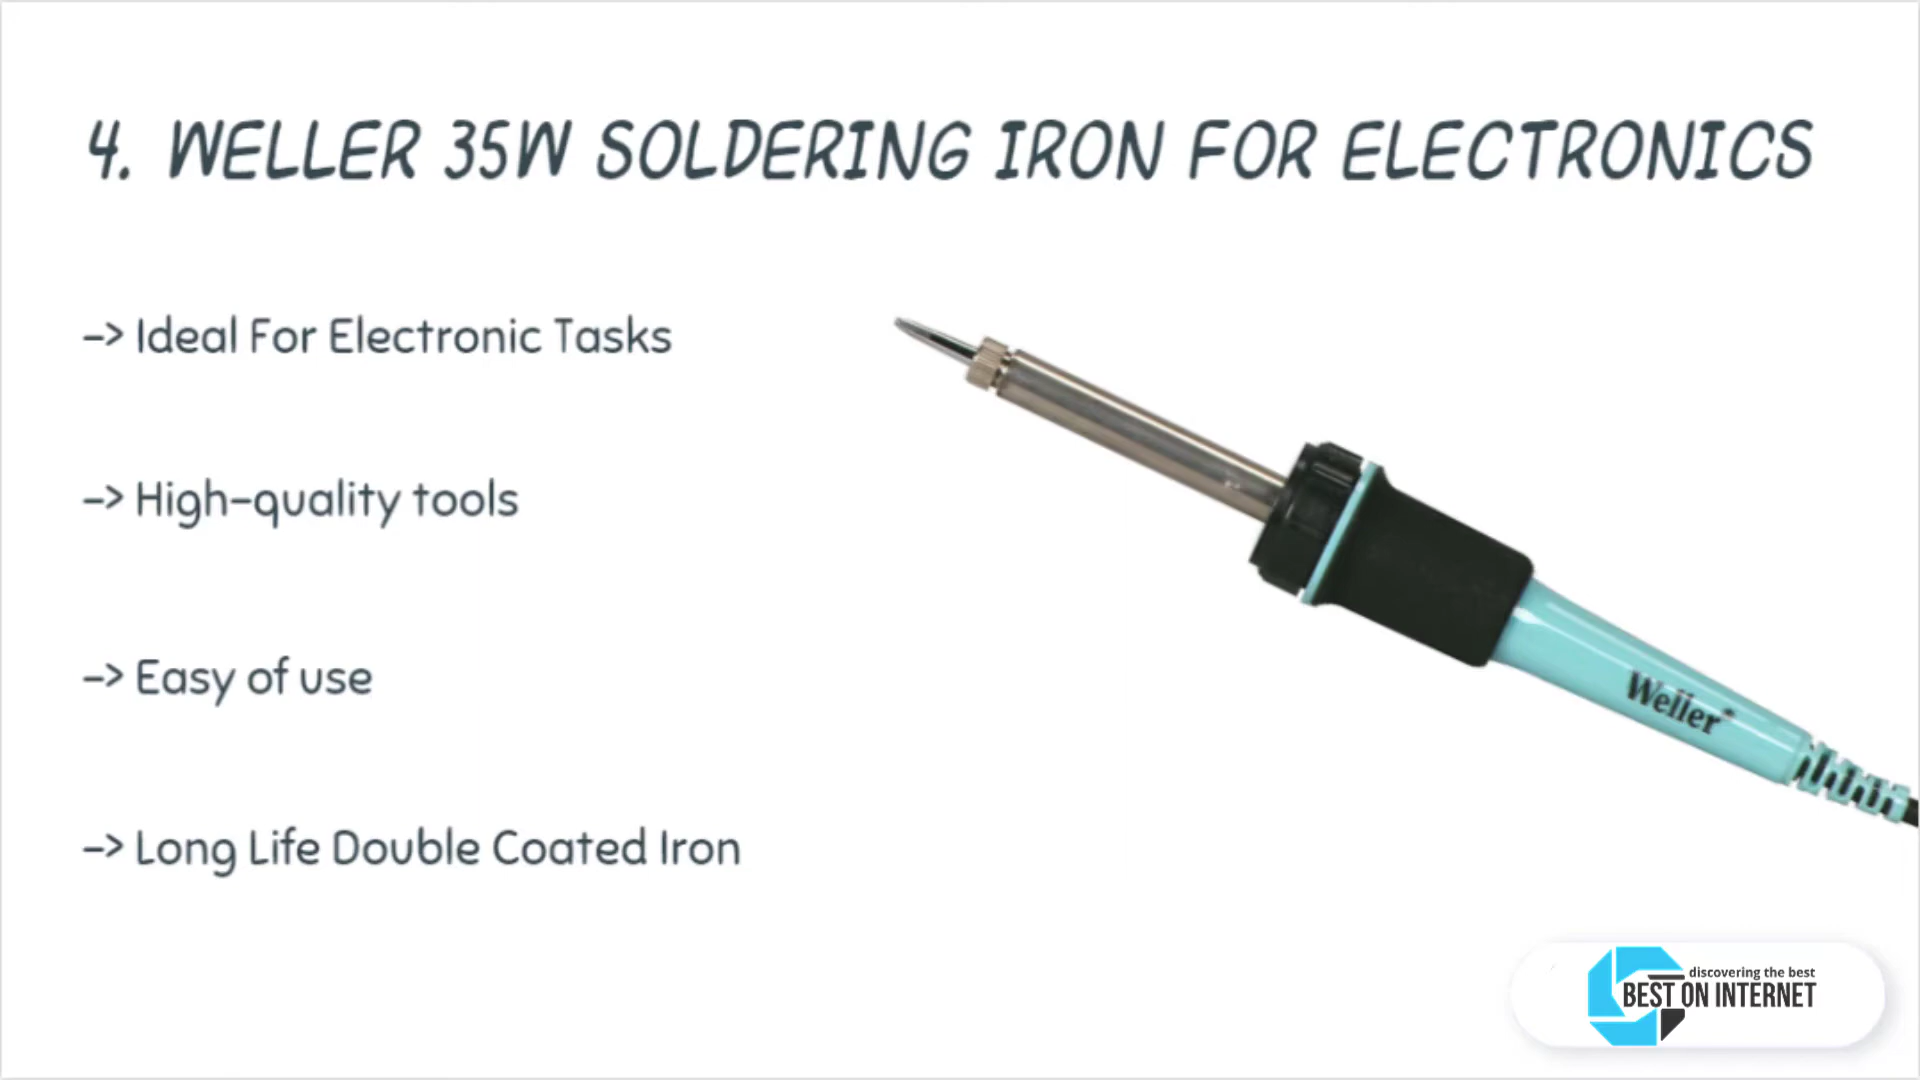 4. WELLER 35W SOLDERING IRON FOR ELECTRONICS
-> Ideal For Electronic Tasks
-> High-quality tools
-> Easy of use
-> Long Life Double Coated Iron
Weller®
discovering the best
BEST ON INTERNET